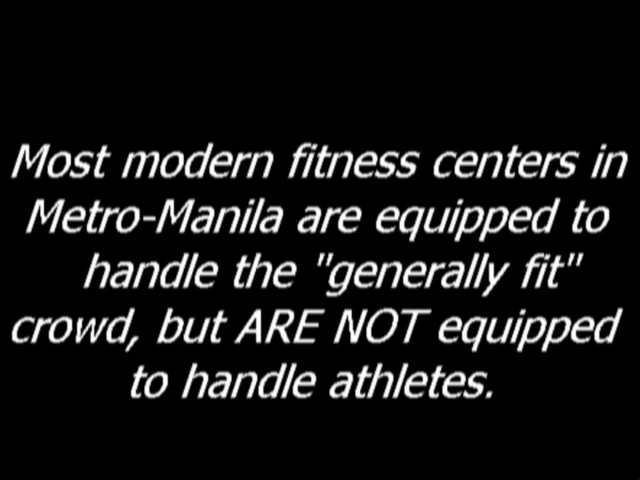 Most modern fitness centers in
Metro-Manila are equipped to
handle the "generally fit"
crowd, but ARE NOT equipped
to handle athletes.